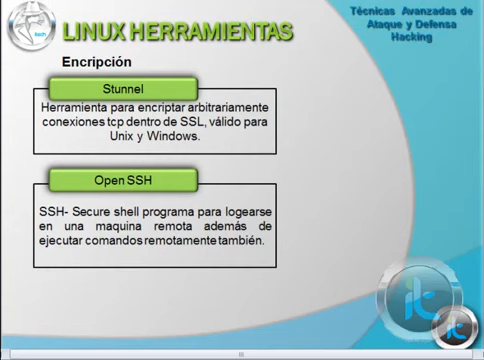 LINUX HERRAMIENTAS
Técnicas Avanzadas de
Ataque y Defensa
Hacking
Encripción
Stunnel
Herramienta para encriptar arbitrariamente
conexiones tcp dentro de SSL, válido para
Unix y Windows.
Open SSH
SSH- Secure shell programa para logearse
en una maquina remota además de
ejecutar comandos remotamente también.